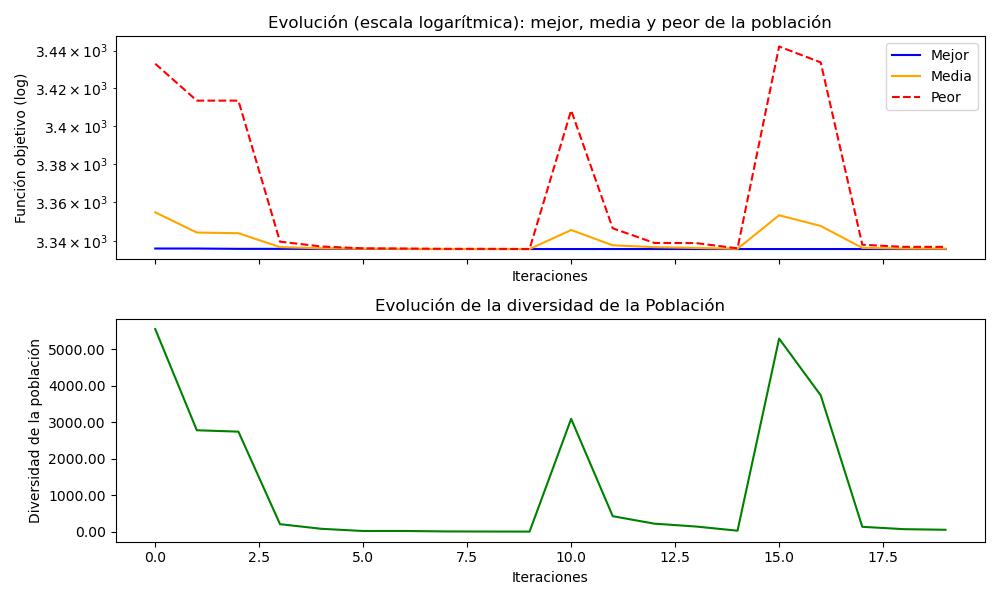 Evolución (escala logarítmica): mejor, media y peor de la población
Función objetivo (log)
3.44 × 10³
3.42 × 10³
3.4 × 10³
3.38 × 10³
3.36 × 10³
3.34 × 10³
Mejor
Media
Peor
Iteraciones
Evolución de la diversidad de la Población
Diversidad de la población
5000.00
4000.00
3000.00
2000.00
1000.00
0.00
0.0 2.5 5.0 7.5 10.0 12.5 15.0 17.5
Iteraciones